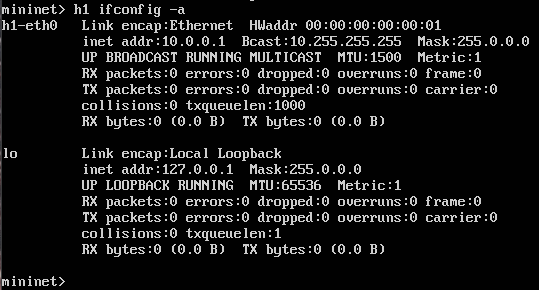 mininet> h1 ifconfig -a
h1-eth0   Link encap:Ethernet  HWaddr 00:00:00:00:00:01
          inet addr:10.0.0.1  Bcast:10.255.255.255  Mask:255.0.0.0
          UP BROADCAST RUNNING MULTICAST  MTU:1500  Metric:1
          RX packets:0 errors:0 dropped:0 overruns:0 frame:0
          TX packets:0 errors:0 dropped:0 overruns:0 carrier:0
          collisions:0 txqueuelen:1000
          RX bytes:0 (0.0 B)  TX bytes:0 (0.0 B)
lo        Link encap:Local Loopback
          inet addr:127.0.0.1  Mask:255.0.0.0
          UP LOOPBACK RUNNING  MTU:65536  Metric:1
          RX packets:0 errors:0 dropped:0 overruns:0 frame:0
          TX packets:0 errors:0 dropped:0 overruns:0 carrier:0
          collisions:0 txqueuelen:1
          RX bytes:0 (0.0 B)  TX bytes:0 (0.0 B)
mininet>